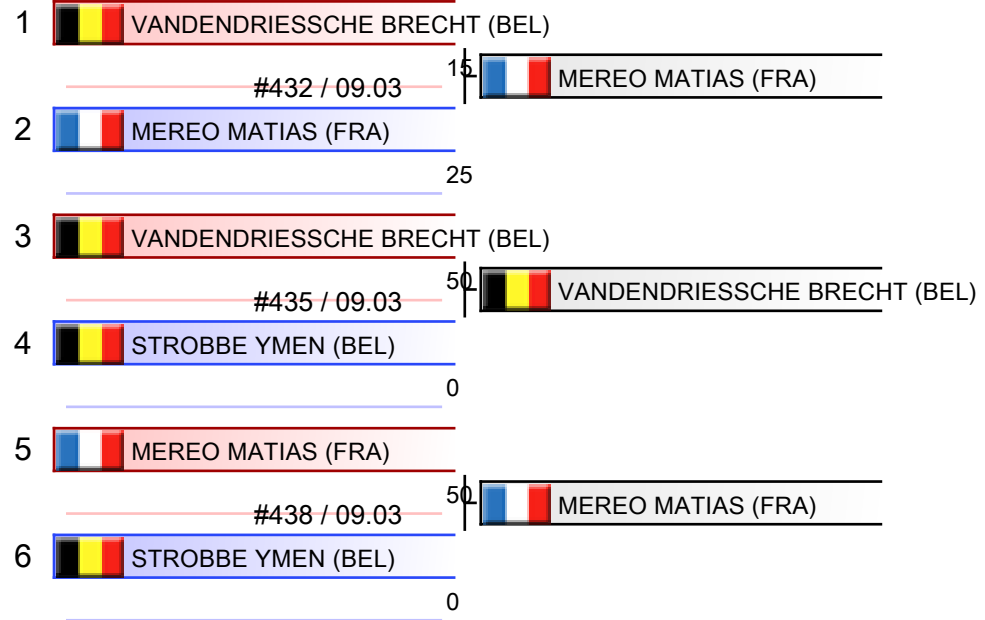 1 VANDENDRIESSCHE BRECHT (BEL)
15
MEREO MATIAS (FRA)
#432 / 09.03
2 MEREO MATIAS (FRA)
25
3 VANDENDRIESSCHE BRECHT (BEL)
50
VANDENDRIESSCHE BRECHT (BEL)
#435 / 09.03
4 STROBBE YMEN (BEL)
0
5 MEREO MATIAS (FRA)
50
MEREO MATIAS (FRA)
#438 / 09.03
6 STROBBE YMEN (BEL)
0